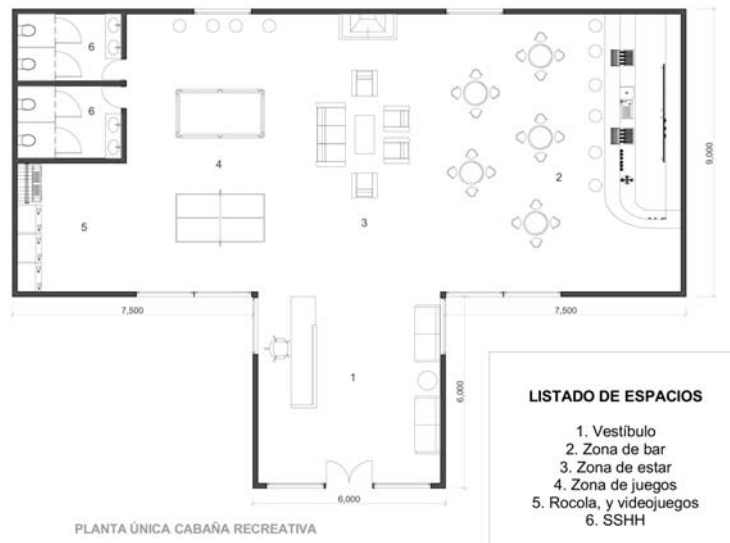 6
6
4
5
3
2
9,000
7,500
7,500
1
6,000
6,000
LISTADO DE ESPACIOS
1. Vestíbulo
2. Zona de bar
3. Zona de estar
4. Zona de juegos
5. Rocola, y videojuegos
6. SSHH
PLANTA ÚNICA CABAÑA RECREATIVA